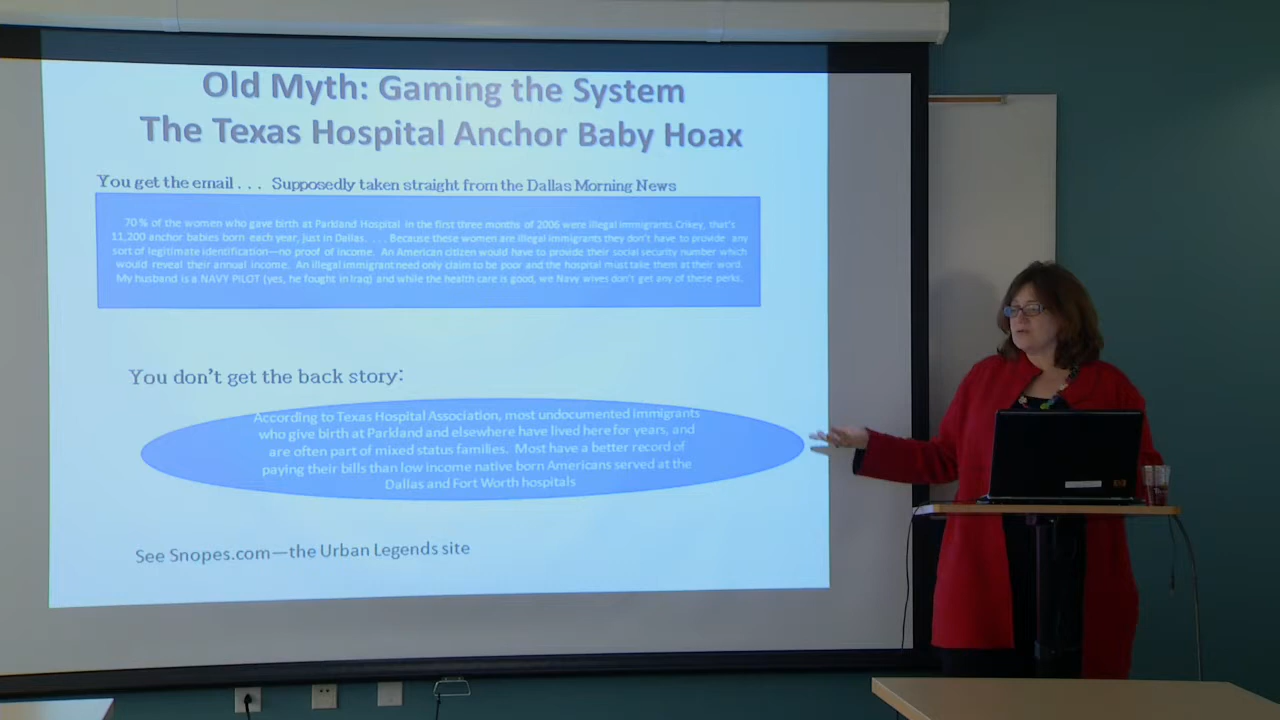 Old Myth: Gaming the System
The Texas Hospital Anchor Baby Hoax
You get the email . . . Supposedly taken straight from the Dallas Morning News
70% of the women who gave birth at Parkland Hospital in the first three months of 2006 were illegal immigrants.Crikey, that's
11,200 anchor babies born each year, just in Dallas. . . . Because these women are illegal immigrants they don't have to provide any
sort of legitimate identification—no proof of income. An American citizen would have to provide their social security number which
would reveal their annual income. An illegal immigrant need only claim to be poor and the hospital must take them at their word.
My husband is a NAVY PILOT (yes, he fought in Iraq) and while the health care is good, we Navy wives don't get any of these perks.
You don't get the back story:
According to Texas Hospital Association, most undocumented immigrants
who give birth at Parkland and elsewhere have lived here for years, and
are often part of mixed status families. Most have a better record of
paying their bills than low income native born Americans served at the
Dallas and Fort Worth hospitals
See Snopes.com—the Urban Legends site